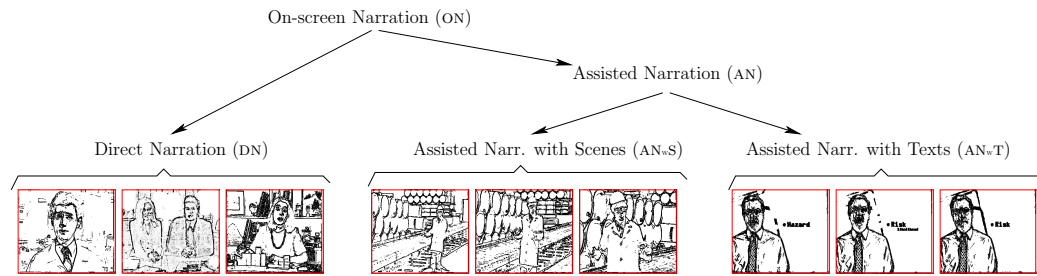 On-screen Narration (ON)
Assisted Narration (AN)
Direct Narration (DN)
Assisted Narr. with Scenes (ANwS)
Assisted Narr. with Texts (ANwT)
•Hazard
•Risk
•Risk